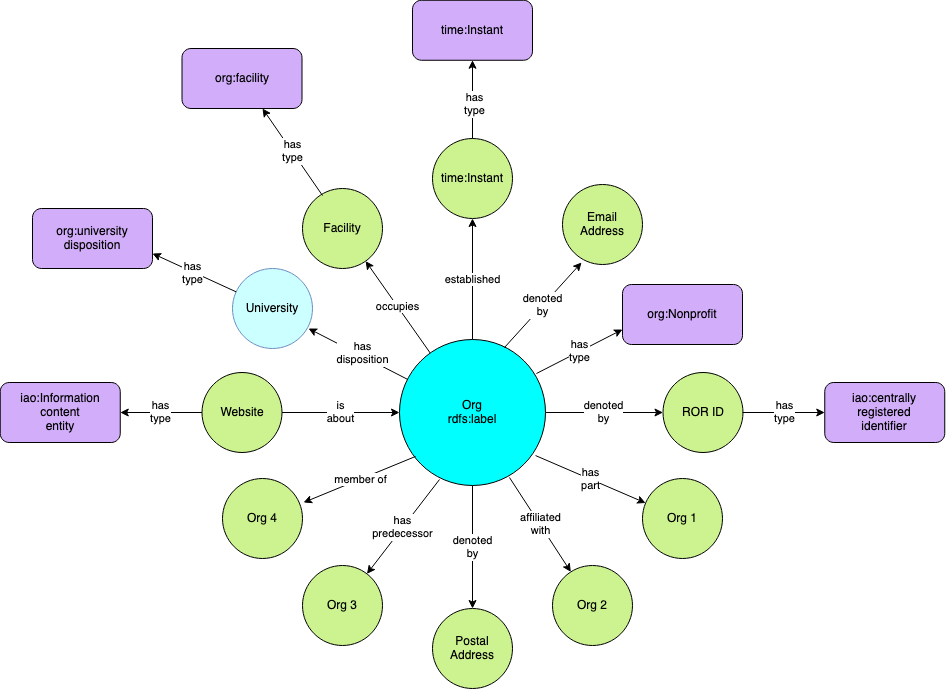 time:Instant
org:facility
has
type
has
type
time:Instant
Email
Address
Facility
org:university
disposition
has
type
University
occupies
established
denoted
by
org:Nonprofit
has
disposition
has
type
iao:Information
content
entity
has
type
Website
is
about
Org
rdfs:label
denoted
by
ROR ID
has
type
iao:centrally
registered
identifier
member of
has
part
Org 4
has
predecessor
denoted
by
affiliated
with
Org 1
Org 3
Postal
Address
Org 2